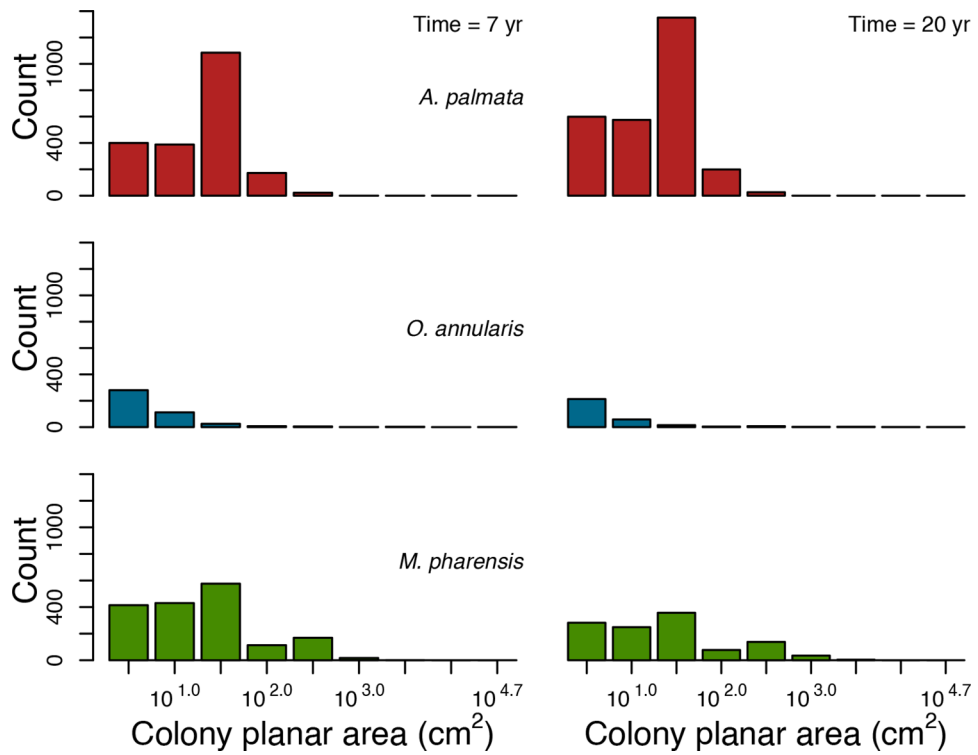 Time = 7 yr
Time = 20 yr
Count
0
400
1000
A. palmata
Count
0
400
1000
O. annularis
Count
0
400
1000
M. pharensis
10^1.0 10^2.0 10^3.0 10^4.7
10^1.0 10^2.0 10^3.0 10^4.7
Colony planar area (cm²)
Colony planar area (cm²)